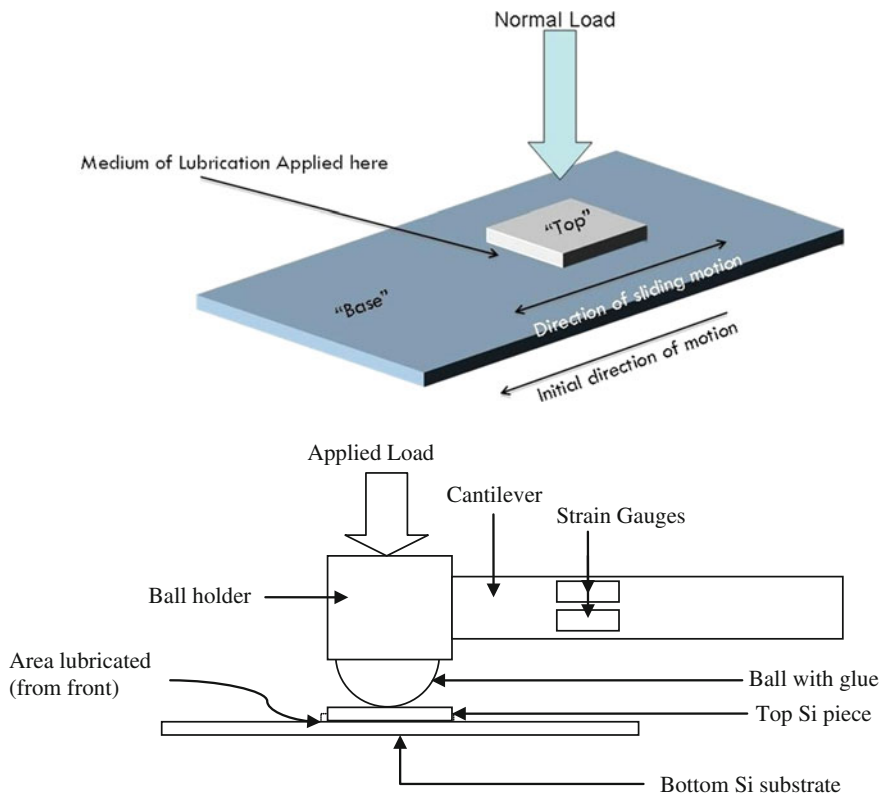 Normal Load
Medium of Lubrication Applied here
"Top"
"Base"
Direction of sliding motion
Initial direction of motion
Applied Load
Cantilever
Strain Gauges
Ball holder
Area lubricated
(from front)
Ball with glue
Top Si piece
Bottom Si substrate